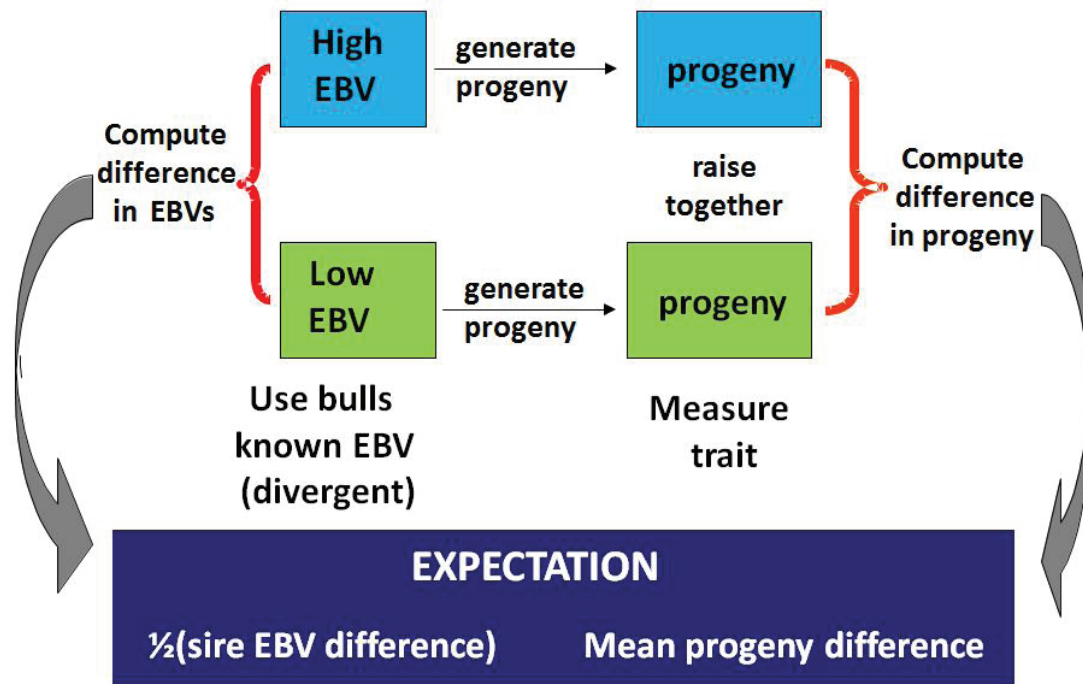 High
EBV
generate
progeny
progeny
Compute
difference
in EBVs
raise
together
Compute
difference
in progeny
Low
EBV
generate
progeny
progeny
Use bulls
known EBV
(divergent)
Measure
trait
EXPECTATION
½(sire EBV difference)
Mean progeny difference